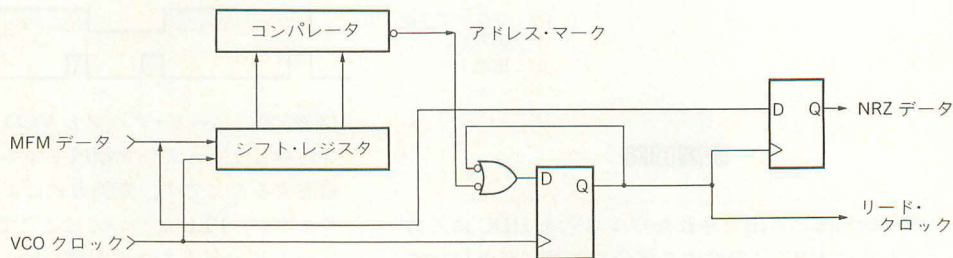 コンパレータ
アドレス・マーク
D Q
NRZ データ
MFM データ
シフト・レジスタ
D Q
リード・
クロック
VCO クロック